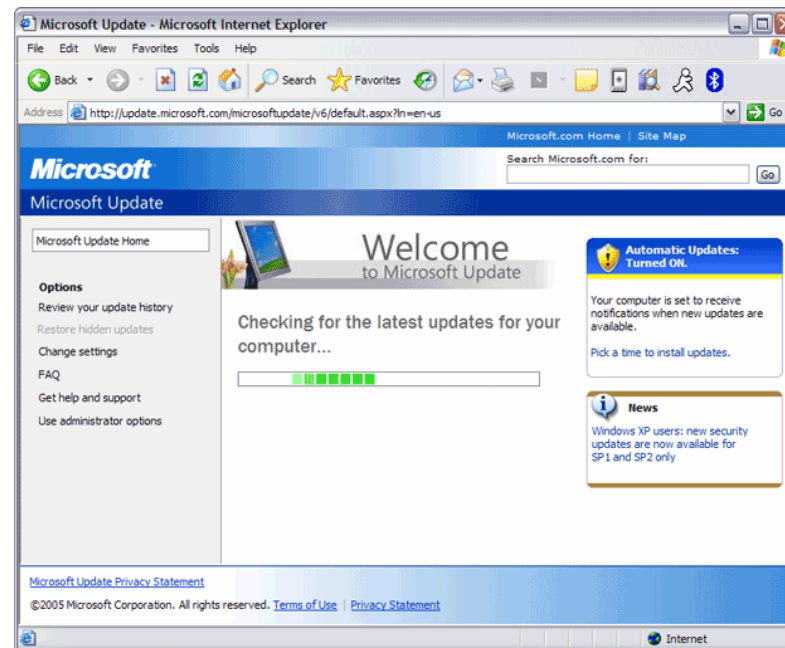 Microsoft Update - Microsoft Internet Explorer
File Edit View Favorites Tools Help
Back Search Favorites
Address http://update.microsoft.com/microsoftupdate/v6/default.aspx?ln=en-us Go
Microsoft.com Home | Site Map
Microsoft
Search Microsoft.com for:
Go
Microsoft Update
Microsoft Update Home
Options
Review your update history
Restore hidden updates
Change settings
FAQ
Get help and support
Use administrator options
Welcome
to Microsoft Update
Checking for the latest updates for your
computer...
Automatic Updates:
Turned ON.
Your computer is set to receive
notifications when new updates are
available.
Pick a time to install updates.
News
Windows XP users: new security
updates are now available for
SP1 and SP2 only
Microsoft Update Privacy Statement
©2005 Microsoft Corporation. All rights reserved. Terms of Use | Privacy Statement
Internet